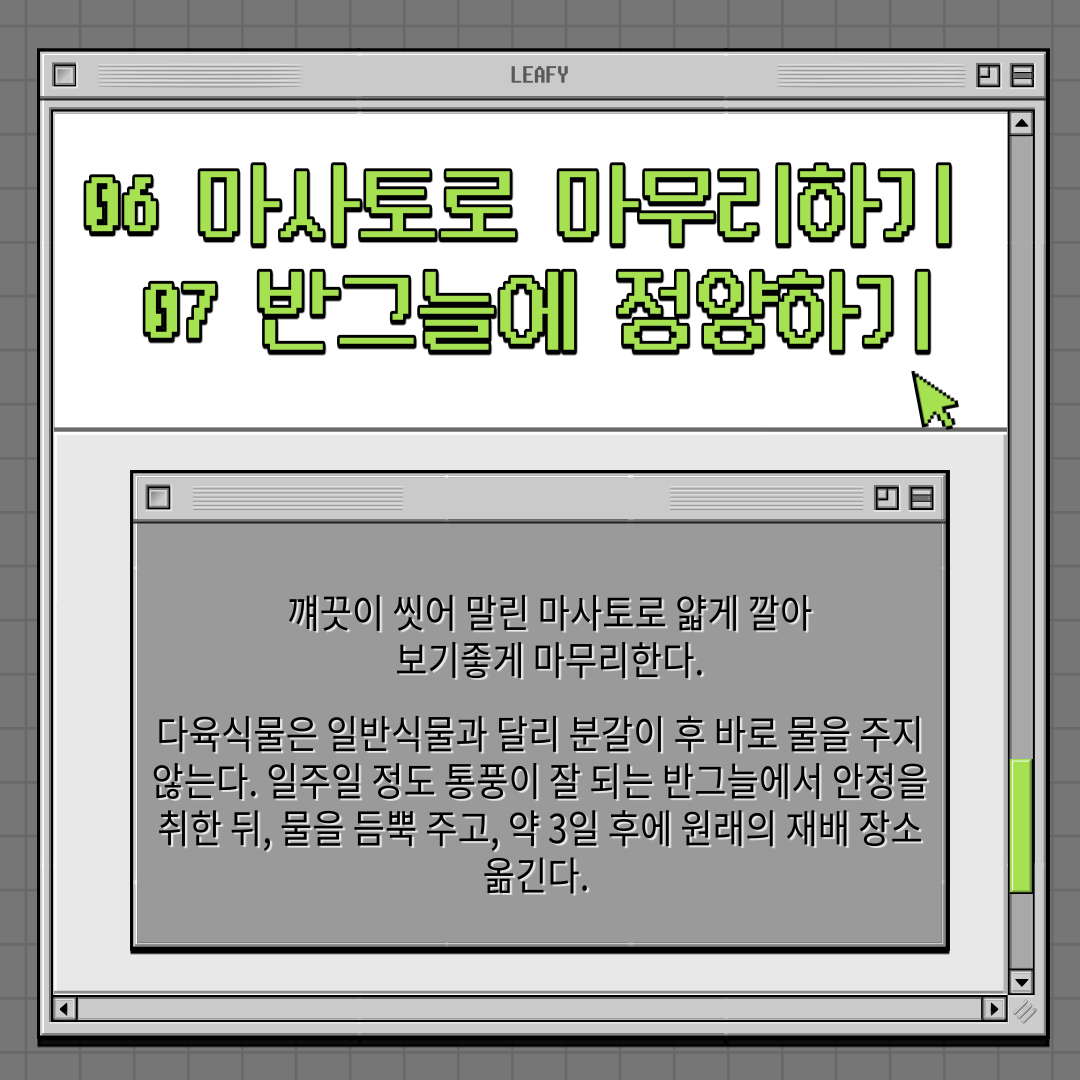 LEAFY
06 마사토로 마무리하기
07 반그늘에 정양하기
꺠끗이 씻어 말린 마사토로 얇게 깔아
보기좋게 마무리한다.
다육식물은 일반식물과 달리 분갈이 후 바로 물을 주지
않는다. 일주일 정도 통풍이 잘 되는 반그늘에서 안정을
취한 뒤, 물을 듬뿍 주고, 약 3일 후에 원래의 재배 장소
옮긴다.